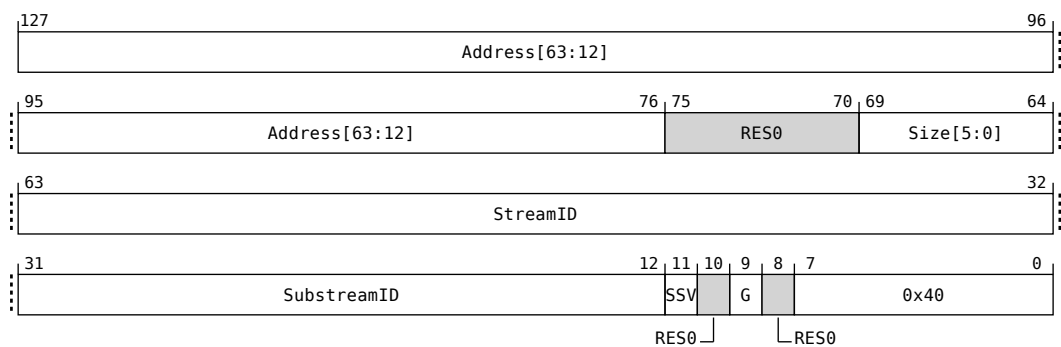 127 96
Address[63:12]
95 76 75 70 69 64
Address[63:12] RES0 Size[5:0]
63 32
StreamID
31 12 11 10 9 8 7 0
SubstreamID SSV G 0x40
RES0 RES0